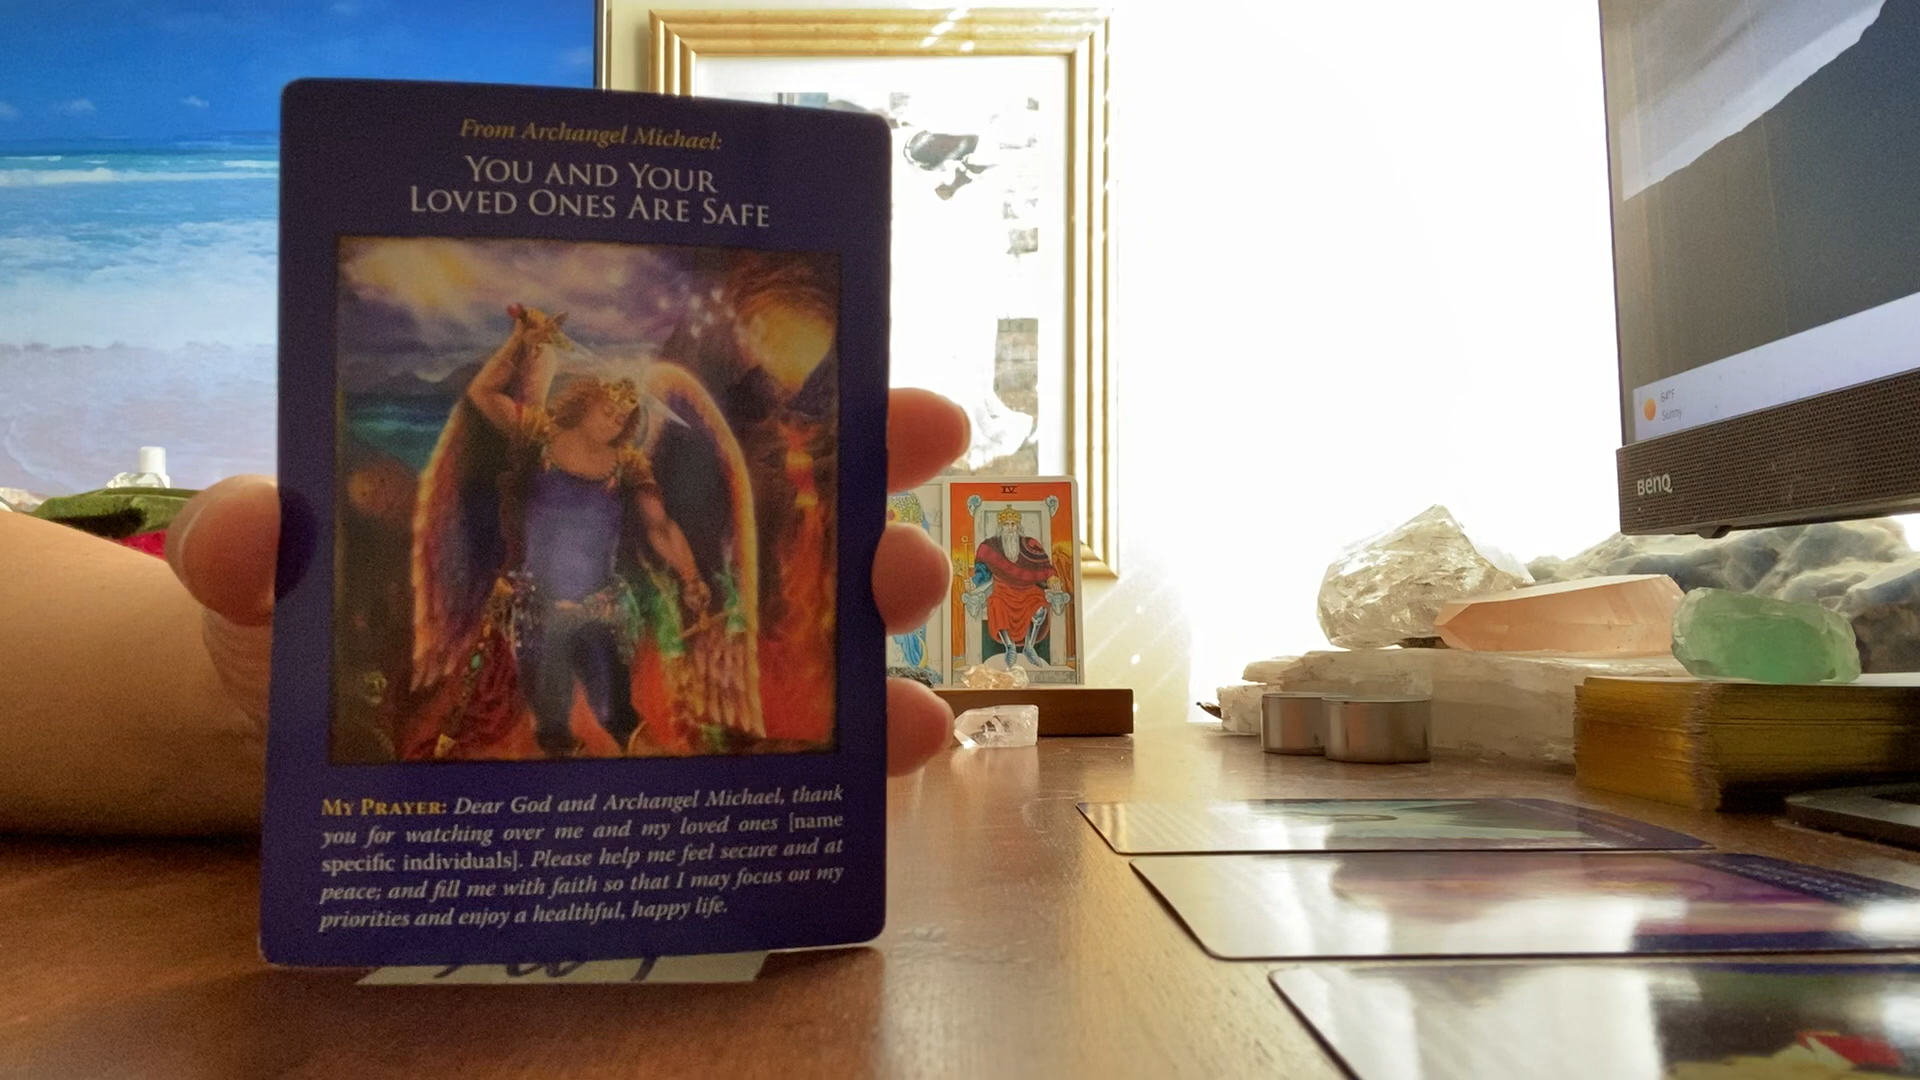 From Archangel Michael:
YOU AND YOUR
LOVED ONES ARE SAFE
MY PRAYER: Dear God and Archangel Michael, thank
you for watching over me and my loved ones [name
specific individuals]. Please help me feel secure and at
peace; and fill me with faith so that I may focus on my
priorities and enjoy a healthful, happy life.
IV
64°F
Sunny
BenQ